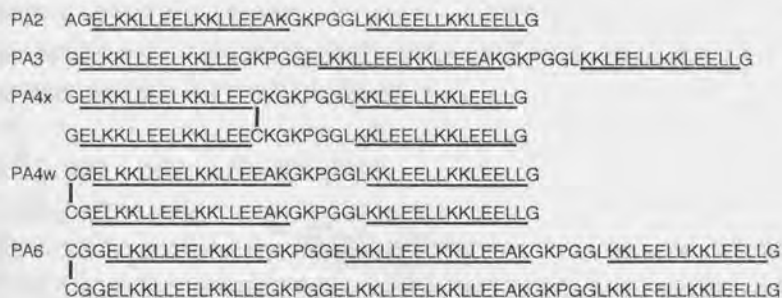 PA2 AGELKKLLEELKKLLEEAKGKPGGLKKLEELLKKLEELLG
PA3 GELKKLLEELKKLLEGKPGGELKKLLEELKKLLEEAKGKPGGLKKLEELLKKLEELLG
PA4x GELKKLLEELKKLLEECKGKPGGLKKLEELLKKLEELLG
GELKKLLEELKKLLEECKGKPGGLKKLEELLKKLEELLG
PA4w CGELKKLLEELKKLLEEAKGKPGGLKKLEELLKKLEELLG
CGELKKLLEELKKLLEEAKGKPGGLKKLEELLKKLEELLG
PA6 CGGELKKLLEELKKLLEGKPGGELKKLLEELKKLLEEAKGKPGGLKKLEELLKKLEELLG
CGGELKKLLEELKKLLEGKPGGELKKLLEELKKLLEEAKGKPGGLKKLEELLKKLEELLG